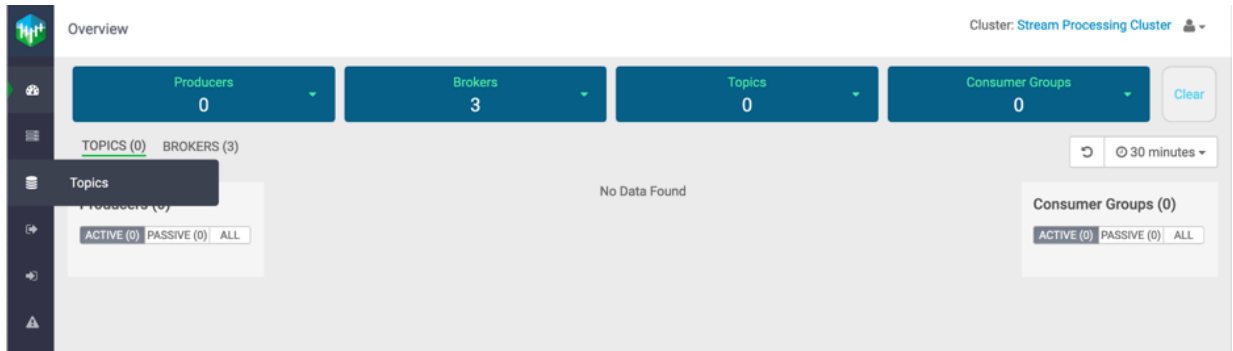 Overview
Cluster: Stream Processing Cluster
Producers
0
Brokers
3
Topics
0
Consumer Groups
0
Clear
TOPICS (0) BROKERS (3)
30 minutes
Topics
No Data Found
Producers (0)
ACTIVE (0) PASSIVE (0) ALL
Consumer Groups (0)
ACTIVE (0) PASSIVE (0) ALL